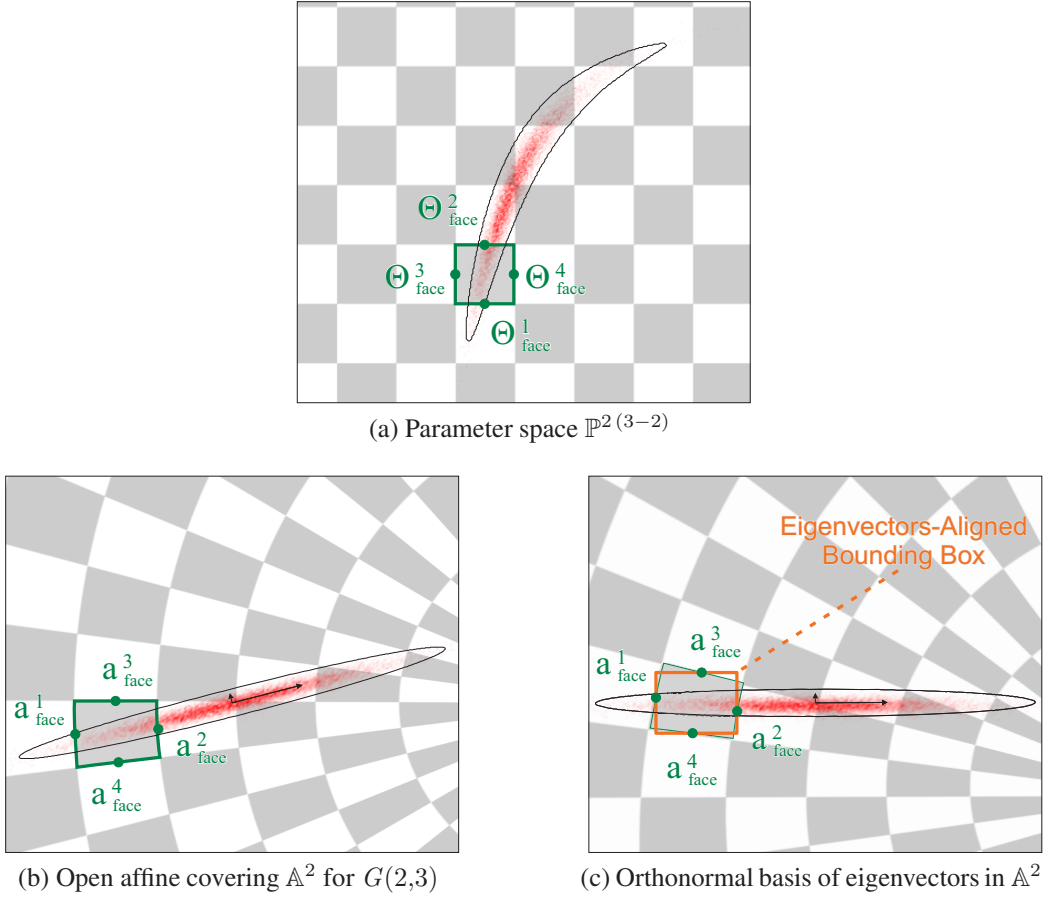 Θ²face
Θ³face Θ⁴face
Θ¹face
(a) Parameter space ℙ² ⁽³⁻²⁾
Eigenvectors-Aligned
Bounding Box
a³face
a¹face
a²face
a⁴face
a³face
a¹face
a²face
a⁴face
(b) Open affine covering 𝔸² for G(2,3)
(c) Orthonormal basis of eigenvectors in 𝔸²